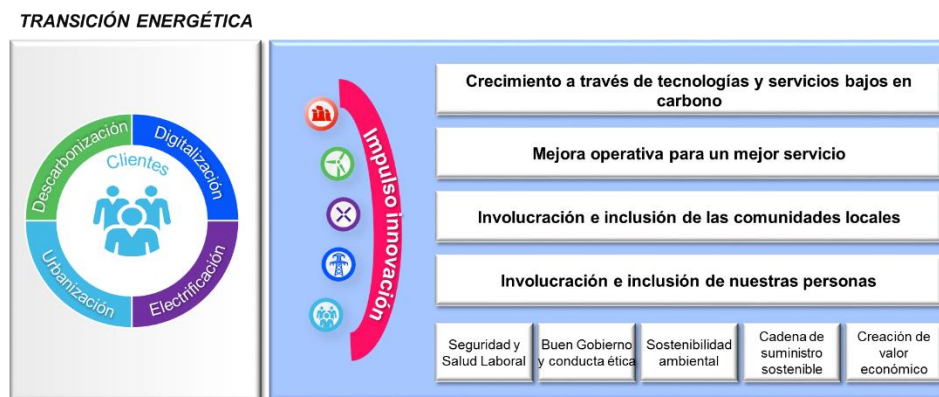 TRANSICIÓN ENERGÉTICA
Descarbonización
Digitalización
Clientes
Urbanización
Electrificación
Impulso innovación
Crecimiento a través de tecnologías y servicios bajos en
carbono
Mejora operativa para un mejor servicio
Involucración e inclusión de las comunidades locales
Involucración e inclusión de nuestras personas
Seguridad y
Salud Laboral
Buen Gobierno
y conducta ética
Sostenibilidad
ambiental
Cadena de
suministro
sostenible
Creación de
valor
económico